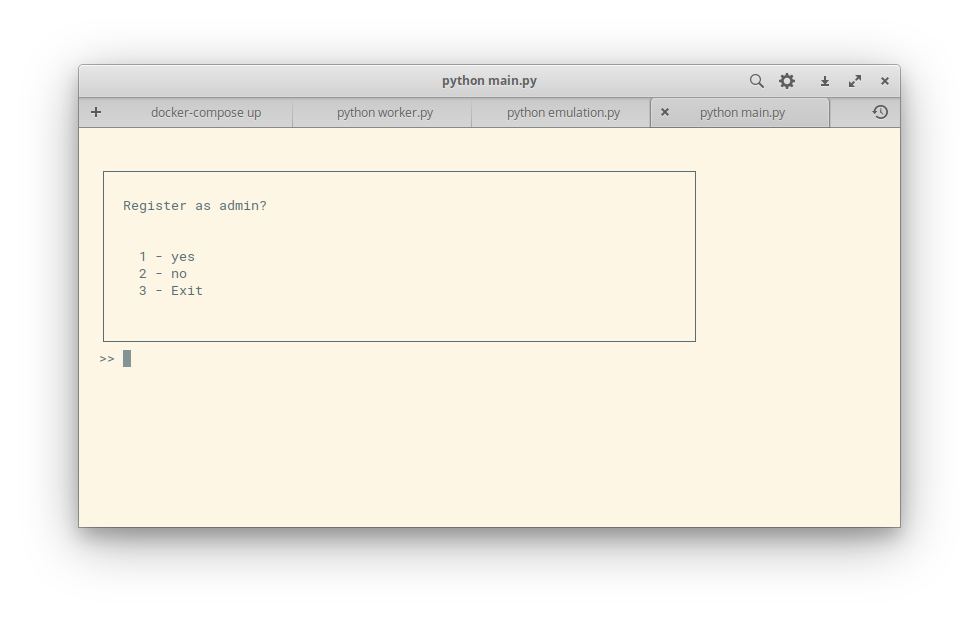 python main.py
docker-compose up
python worker.py
python emulation.py
python main.py
Register as admin?
1 - yes
2 - no
3 - Exit
>>